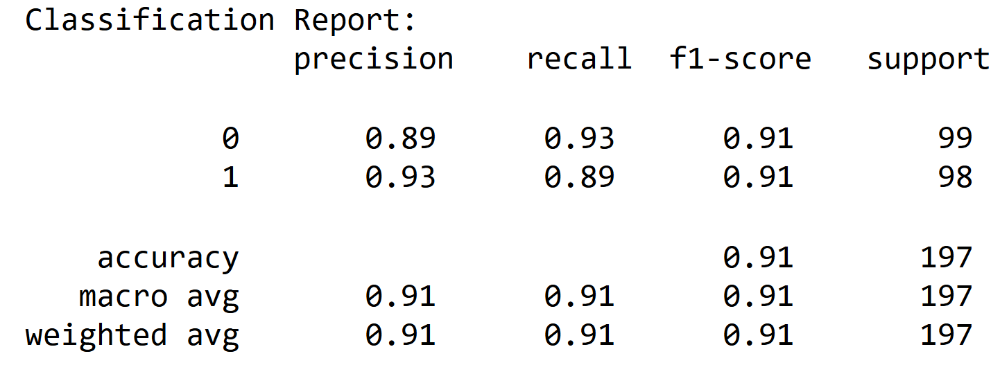 Classification Report:
precision recall f1-score support
0 0.89 0.93 0.91 99
1 0.93 0.89 0.91 98
accuracy 0.91 197
macro avg 0.91 0.91 0.91 197
weighted avg 0.91 0.91 0.91 197